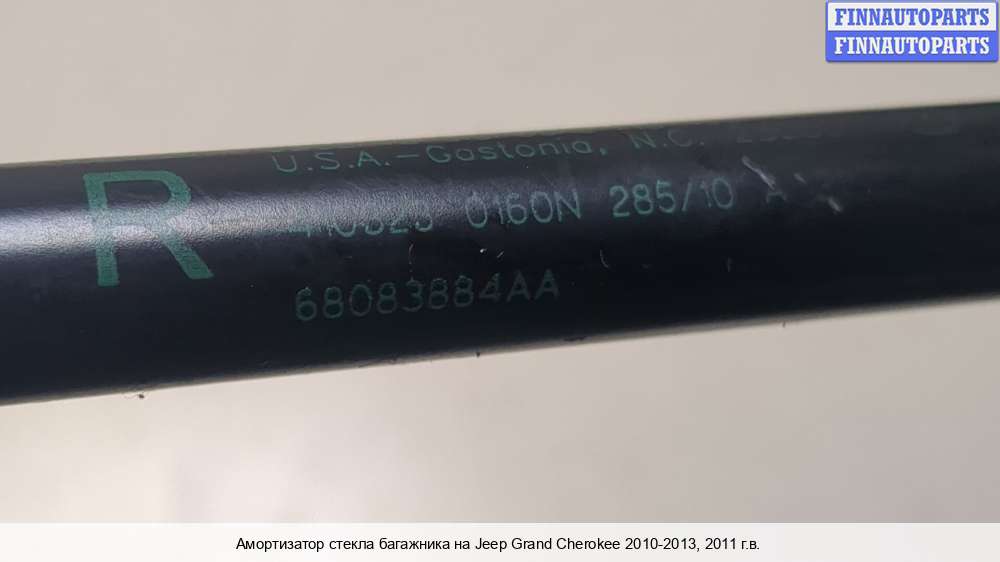 FINNAUTOPARTS
FINNAUTOPARTS
U.S.A.-Gastonia, N.C.
R
0160N 285/10 A
68083884AA
Амортизатор стекла багажника на Jeep Grand Cherokee 2010-2013, 2011 г.в.